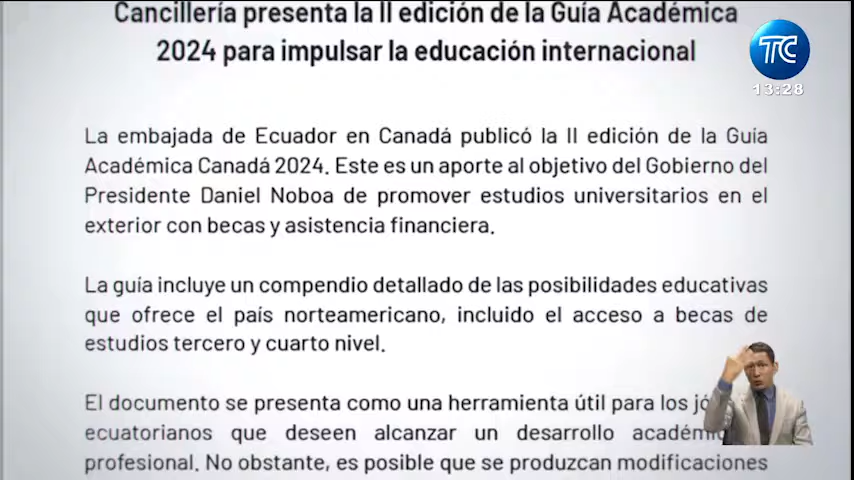 Cancillería presenta la II edición de la Guía Académica
2024 para impulsar la educación internacional
TC
13:28
La embajada de Ecuador en Canadá publicó la II edición de la Guía
Académica Canadá 2024. Este es un aporte al objetivo del Gobierno del
Presidente Daniel Noboa de promover estudios universitarios en el
exterior con becas y asistencia financiera.
La guía incluye un compendio detallado de las posibilidades educativas
que ofrece el país norteamericano, incluido el acceso a becas de
estudios tercero y cuarto nivel.
El documento se presenta como una herramienta útil para los
ecuatorianos que deseen alcanzar un desarrollo
profesional. No obstante, es posible que se produzcan modificaciones